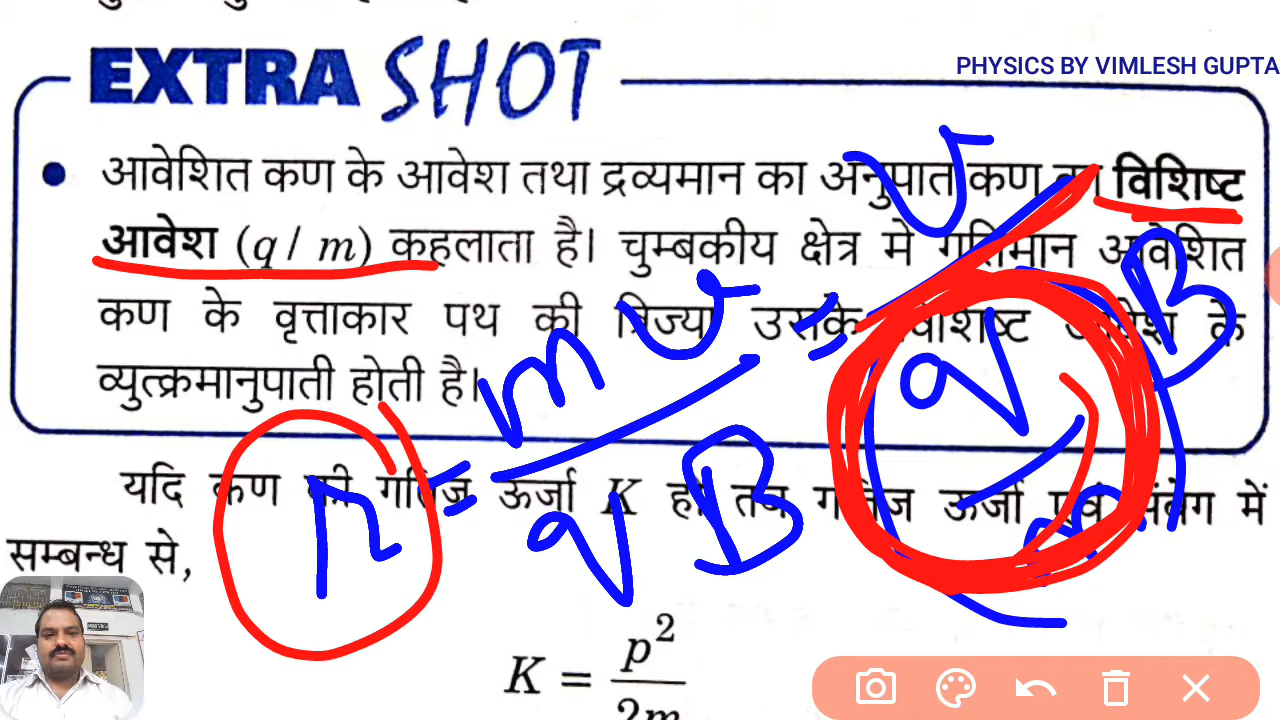 EXTRA SHOT
PHYSICS BY VIMLESH GUPTA
• आवेशित कण के आवेश तथा द्रव्यमान का अनुपात कण का विशिष्ट
आवेश (q / m) कहलाता है। चुम्बकीय क्षेत्र में गतिमान आवेशित
कण के वृत्ताकार पथ की त्रिज्या उसके विशिष्ट आवेश के
व्युत्क्रमानुपाती होती है।
r = mv / qB = v / (q/m) B
यदि कण की गतिज ऊर्जा K हो तब गतिज ऊर्जा एवं संवेग में
सम्बन्ध से,
K = p² / 2m